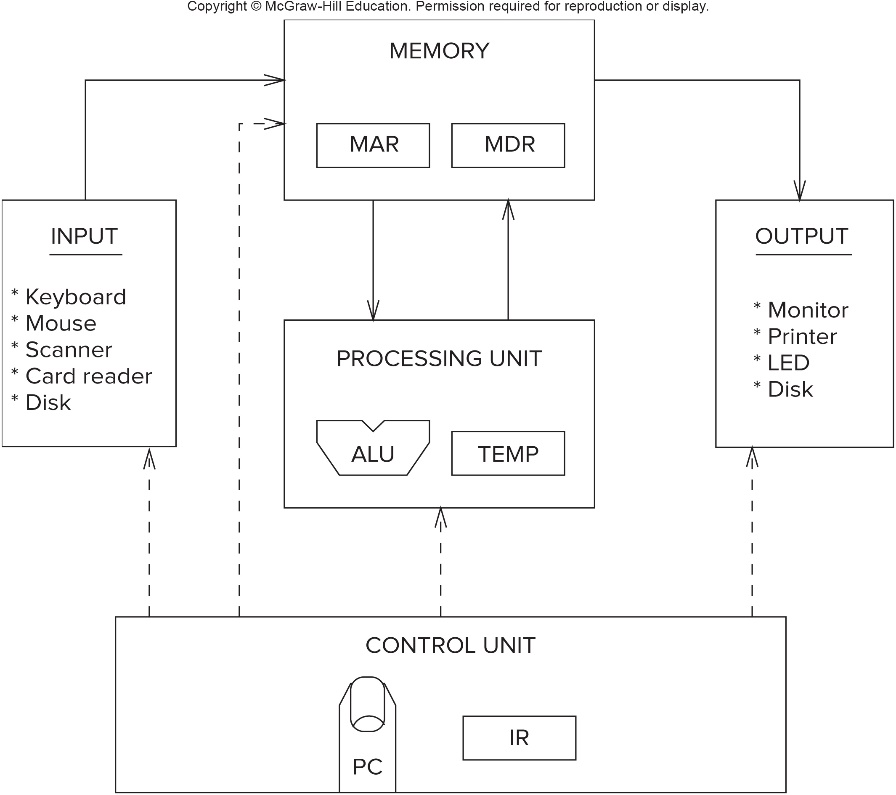 Copyright © McGraw-Hill Education. Permission required for reproduction or display.
MEMORY
MAR
MDR
INPUT
* Keyboard
* Mouse
* Scanner
* Card reader
* Disk
OUTPUT
* Monitor
* Printer
* LED
* Disk
PROCESSING UNIT
ALU
TEMP
CONTROL UNIT
IR
PC